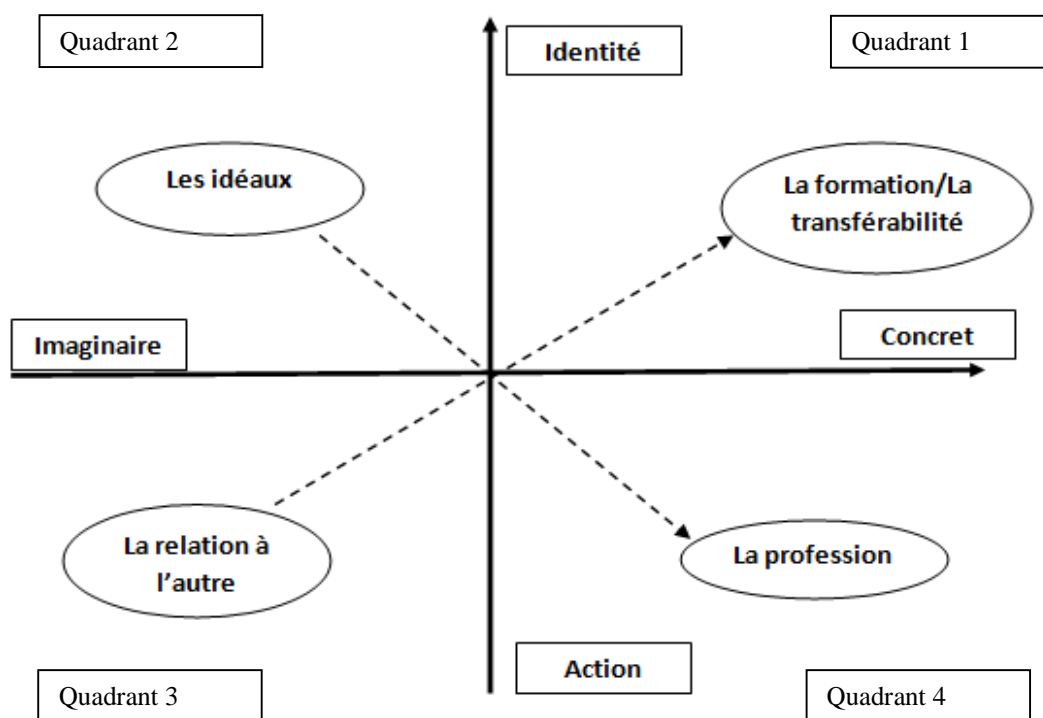 Quadrant 2
Identité
Quadrant 1
Les idéaux
La formation/La
transférabilité
Imaginaire
Concret
La relation à
l'autre
La profession
Action
Quadrant 3
Quadrant 4